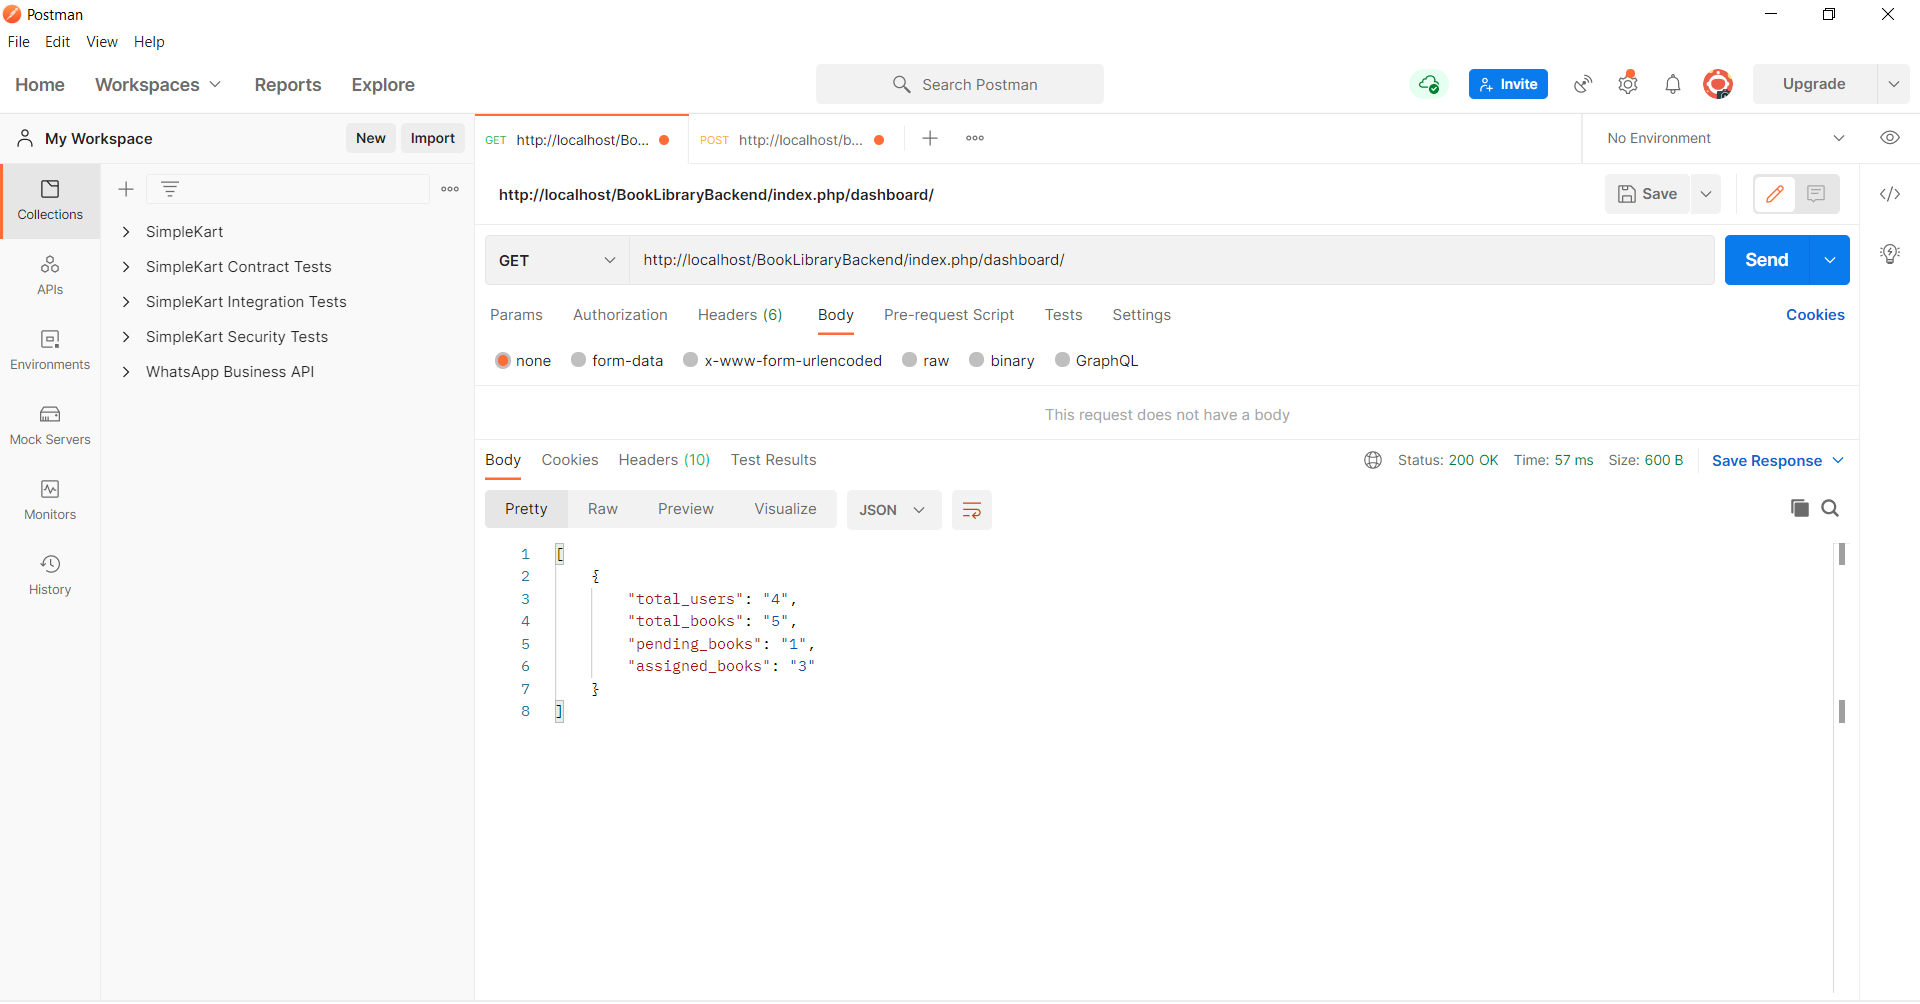 Postman
File Edit View Help
Home Workspaces Reports Explore Search Postman Invite Upgrade
My Workspace New Import GET http://localhost/Bo... POST http://localhost/b... No Environment
http://localhost/BookLibraryBackend/index.php/dashboard/ Save
Collections
APIs
Environments
Mock Servers
Monitors
History
SimpleKart
SimpleKart Contract Tests
SimpleKart Integration Tests
SimpleKart Security Tests
WhatsApp Business API
GET http://localhost/BookLibraryBackend/index.php/dashboard/ Send
Params Authorization Headers (6) Body Pre-request Script Tests Settings Cookies
none form-data x-www-form-urlencoded raw binary GraphQL
This request does not have a body
Body Cookies Headers (10) Test Results Status: 200 OK Time: 57 ms Size: 600 B Save Response
Pretty Raw Preview Visualize JSON
1 [
2 {
3 "total_users": "4",
4 "total_books": "5",
5 "pending_books": "1",
6 "assigned_books": "3"
7 }
8 ]